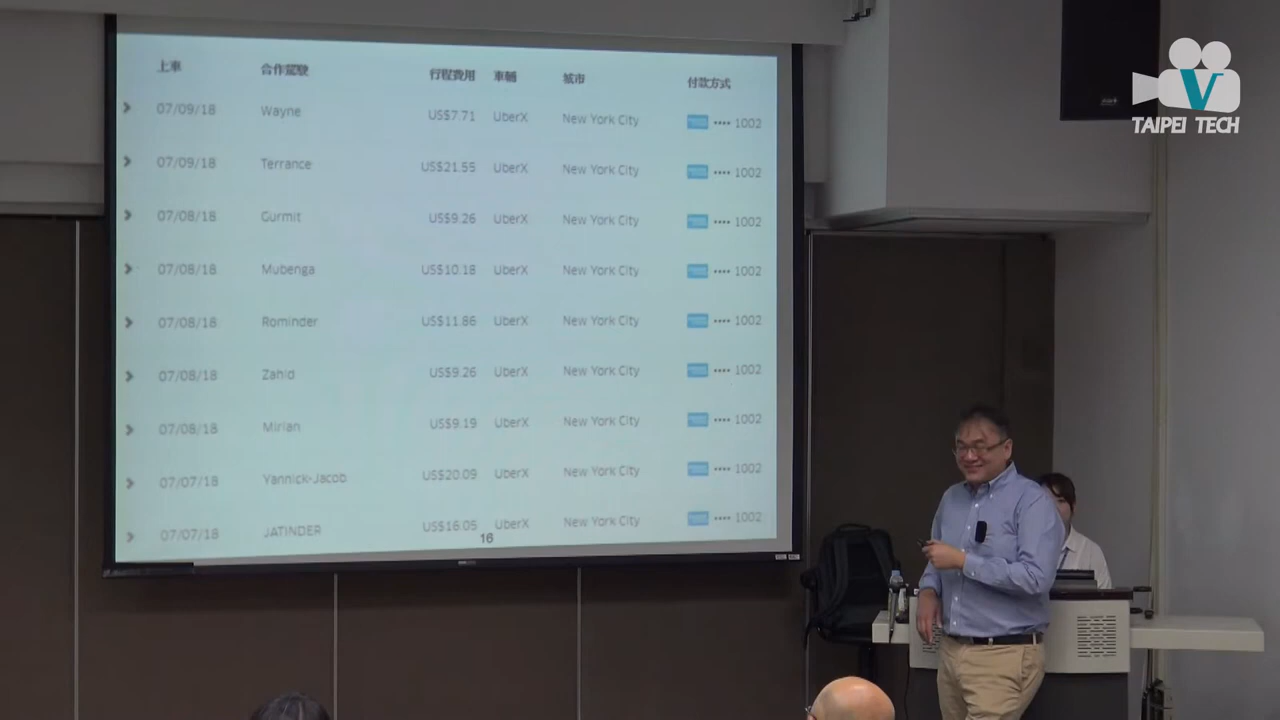 上車 合作駕駛 行程費用 車輛 城市 付款方式
07/09/18 Wayne US$7.71 UberX New York City •••• 1002
07/09/18 Terrance US$21.55 UberX New York City •••• 1002
07/08/18 Gurmit US$9.26 UberX New York City •••• 1002
07/08/18 Mubenga US$10.18 UberX New York City •••• 1002
07/08/18 Rominder US$11.86 UberX New York City •••• 1002
07/08/18 Zahid US$9.26 UberX New York City •••• 1002
07/08/18 Mirian US$9.19 UberX New York City •••• 1002
07/07/18 Yannick-Jacob US$20.09 UberX New York City •••• 1002
07/07/18 JATINDER US$16.05 UberX New York City •••• 1002
16
V
TAIPEI TECH